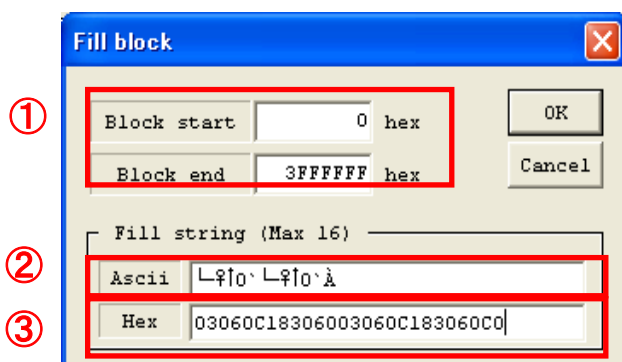 Fill block
① Block start 0 hex OK
Block end 3FFFFFF hex Cancel
Fill string (Max 16)
② Ascii
③ Hex 03060C18306003060C183060C0